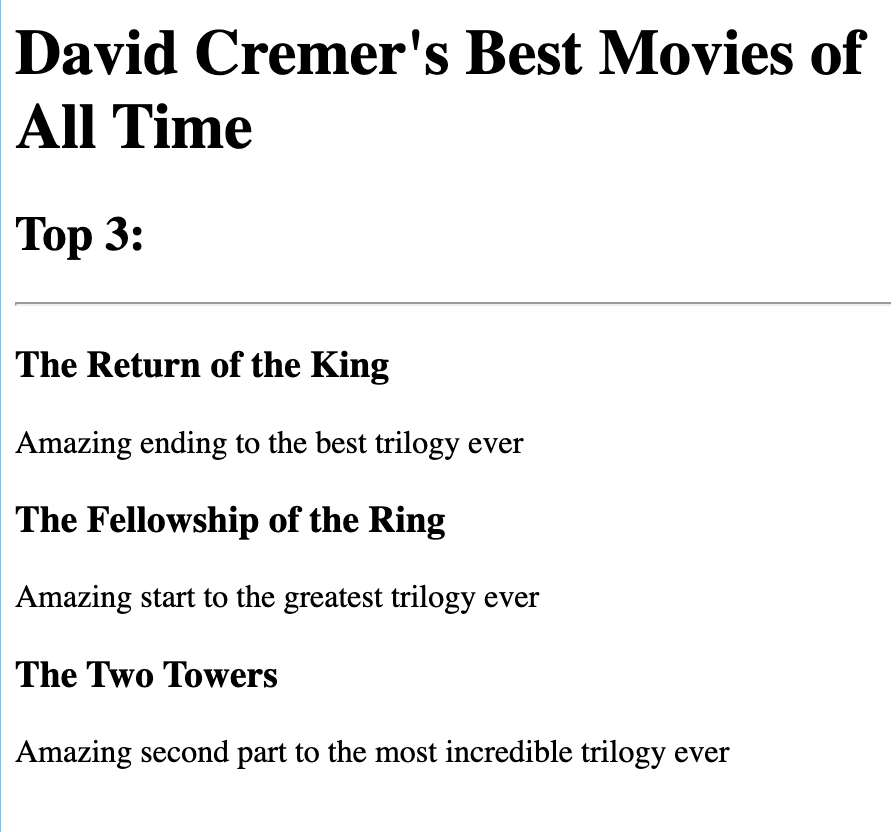 David Cremer's Best Movies of
All Time
Top 3:
The Return of the King
Amazing ending to the best trilogy ever
The Fellowship of the Ring
Amazing start to the greatest trilogy ever
The Two Towers
Amazing second part to the most incredible trilogy ever